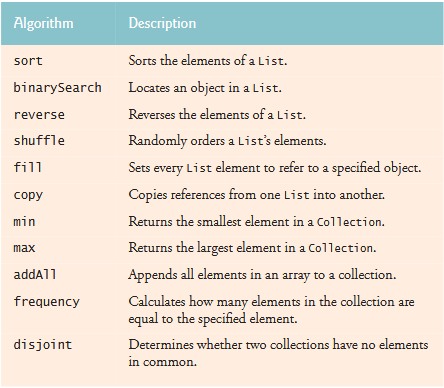 Algorithm Description
sort Sorts the elements of a List.
binarySearch Locates an object in a List.
reverse Reverses the elements of a List.
shuffle Randomly orders a List's elements.
fill Sets every List element to refer to a specified object.
copy Copies references from one List into another.
min Returns the smallest element in a Collection.
max Returns the largest element in a Collection.
addAll Appends all elements in an array to a collection.
frequency Calculates how many elements in the collection are
equal to the specified element.
disjoint Determines whether two collections have no elements
in common.